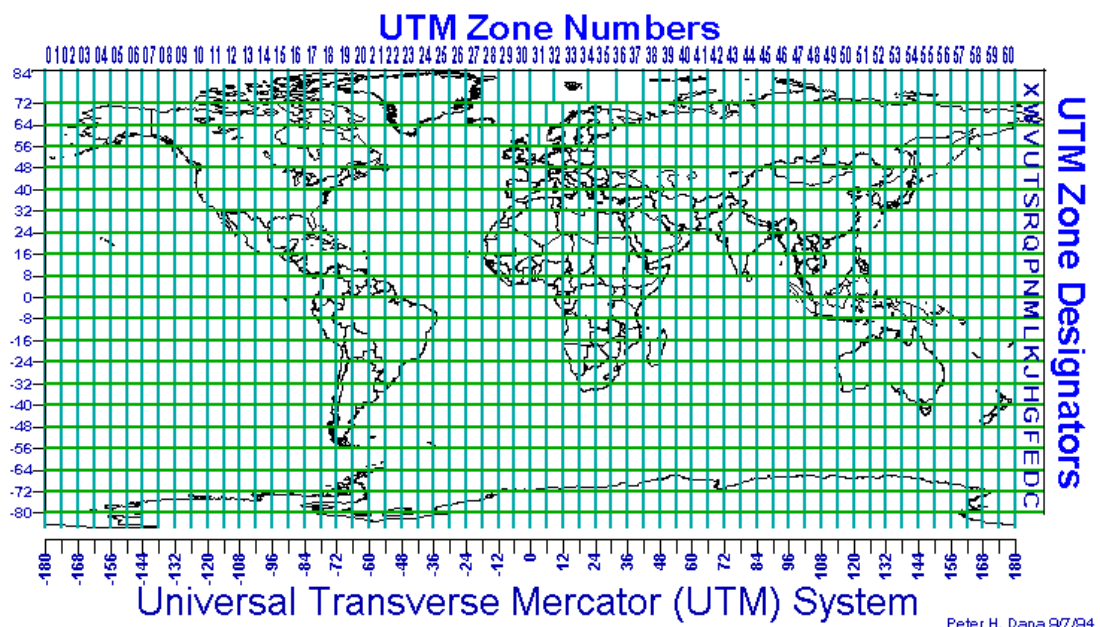 UTM Zone Numbers
01 02 03 04 05 06 07 08 09 10 11 12 13 14 15 16 17 18 19 20 21 22 23 24 25 26 27 28 29 30 31 32 33 34 35 36 37 38 39 40 41 42 43 44 45 46 47 48 49 50 51 52 53 54 55 56 57 58 59 60
84
72
64
56
48
40
32
24
16
8
0
-8
-16
-24
-32
-40
-48
-56
-64
-72
-80
X
W
V
U
T
S
R
Q
P
N
M
L
K
J
H
G
F
E
D
C
UTM Zone Designators
-180 -168 -156 -144 -132 -120 -108 -96 -84 -72 -60 -48 -36 -24 -12 0 12 24 36 48 60 72 84 96 108 120 132 144 156 168 180
Universal Transverse Mercator (UTM) System
Peter H. Dana 9/7/94